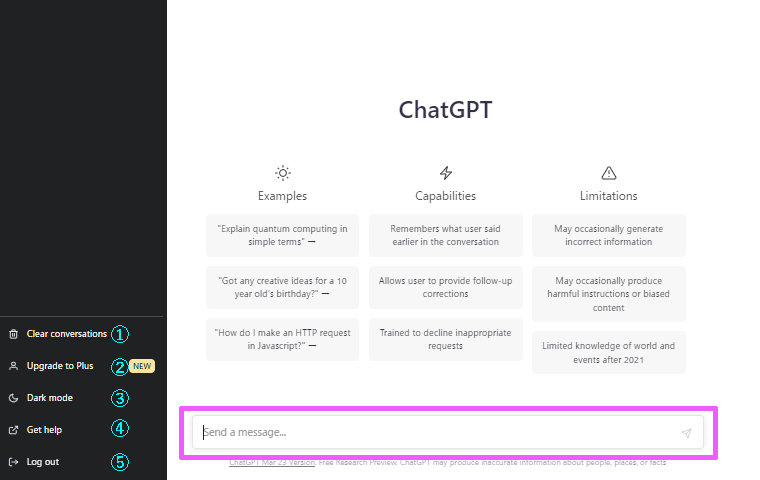 ChatGPT
Examples
"Explain quantum computing in
simple terms" →
"Got any creative ideas for a 10
year old's birthday?" →
"How do I make an HTTP request
in Javascript?" →
Capabilities
Remembers what user said
earlier in the conversation
Allows user to provide follow-up
corrections
Trained to decline inappropriate
requests
Limitations
May occasionally generate
incorrect information
May occasionally produce
harmful instructions or biased
content
Limited knowledge of world and
events after 2021
Clear conversations ①
Upgrade to Plus ② NEW
Dark mode ③
Get help ④
Log out ⑤
Send a message...
ChatGPT Mar 23 Version. Free Research Preview. ChatGPT may produce inaccurate information about people, places, or facts